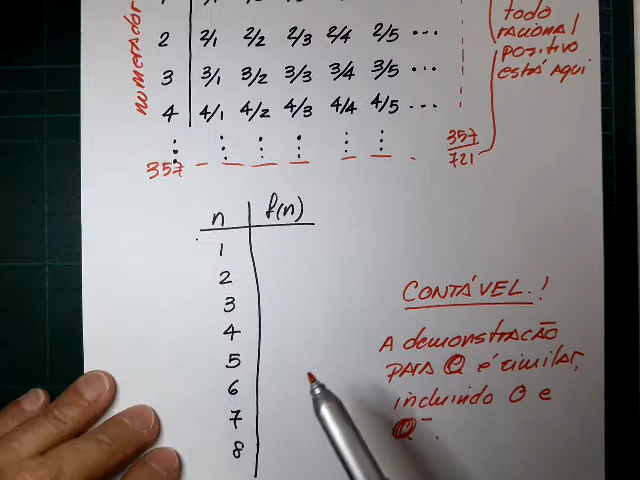 numerador
todo
racional
positivo
está aqui
2 2/1 2/2 2/3 2/4 2/5 ...
3 3/1 3/2 3/3 3/4 3/5 ...
4 4/1 4/2 4/3 4/4 4/5 ...
357
357/721
n f(n)
1
2
3
4
5
6
7
8
CONTÁVEL.!
A demonstração
PARA Q é similar,
incluindo 0 e
Q⁻.